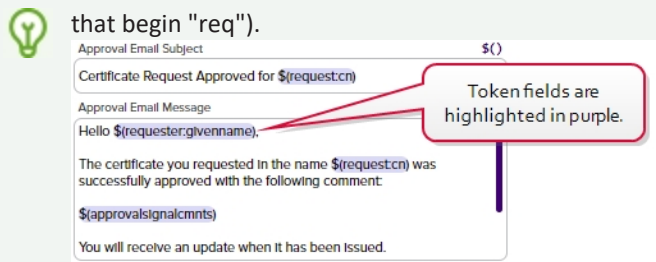 that begin "req").
Approval Email Subject $()
Certificate Request Approved for $(request:cn)
Token fields are
highlighted in purple.
Approval Email Message
Hello $(requester:givenname),
The certificate you requested in the name $(request:cn) was
successfully approved with the following comment:
$(approvalsignalcmnts)
You will receive an update when it has been issued.